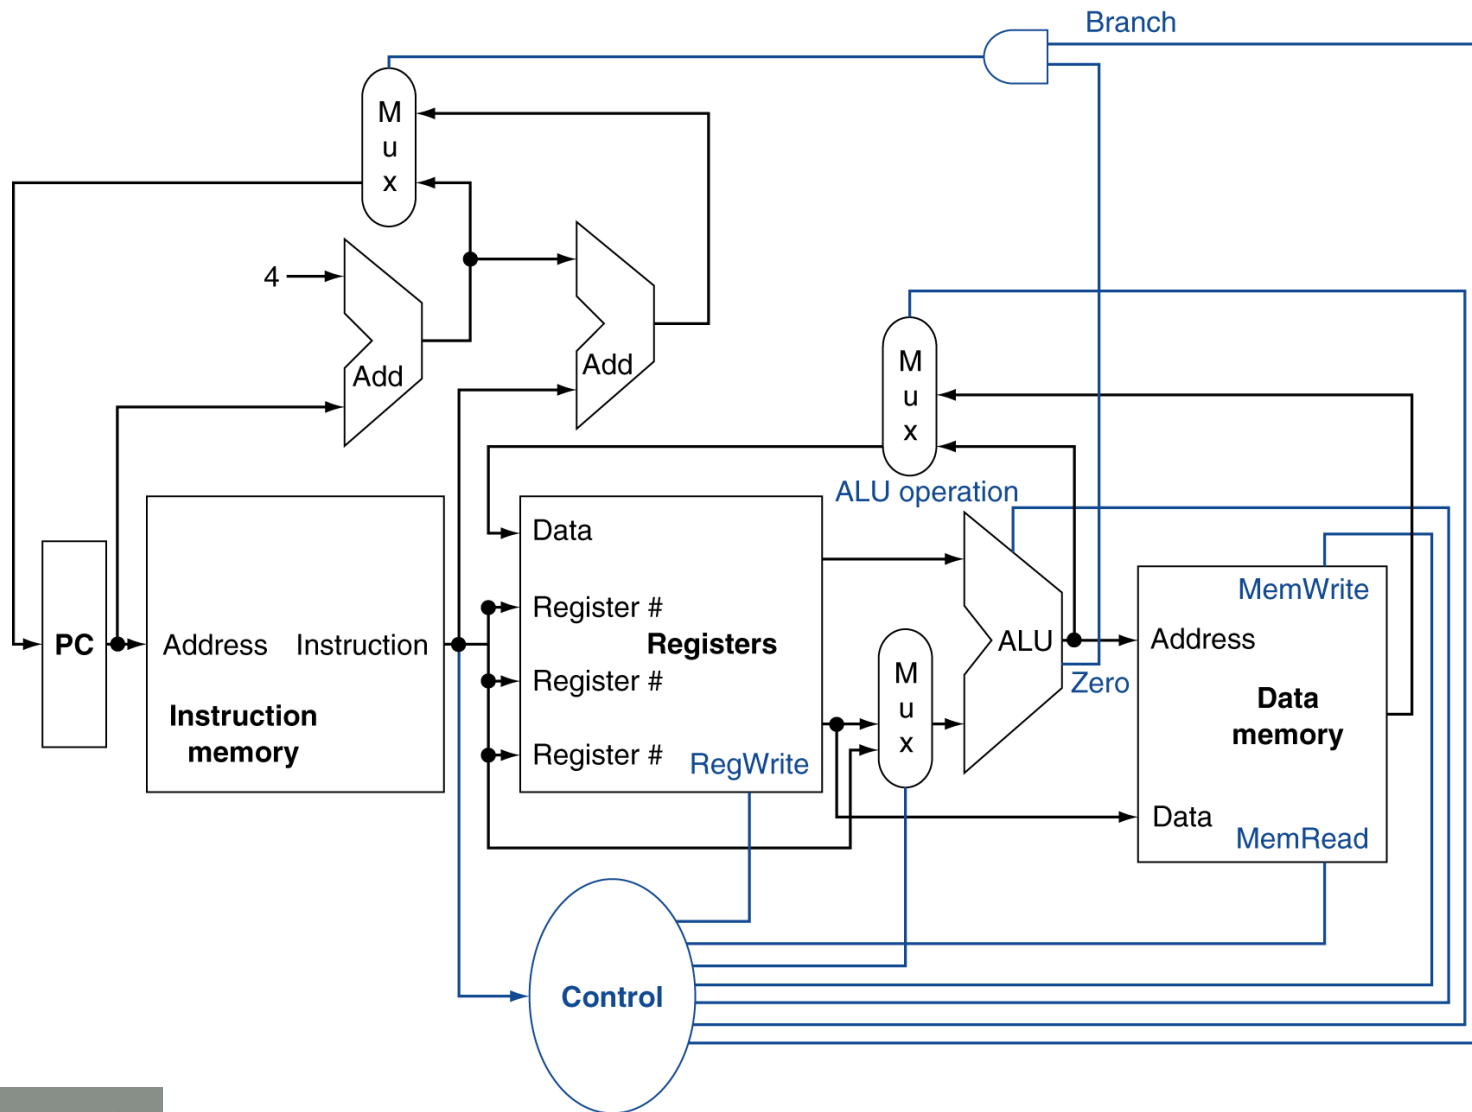 Branch
M
u
x
4
Add
Add
M
u
x
ALU operation
Data
Register #
Registers
Register #
Register #
RegWrite
PC
Address
Instruction
Instruction
memory
M
u
x
ALU
Zero
MemWrite
Address
Data
memory
Data
MemRead
Control